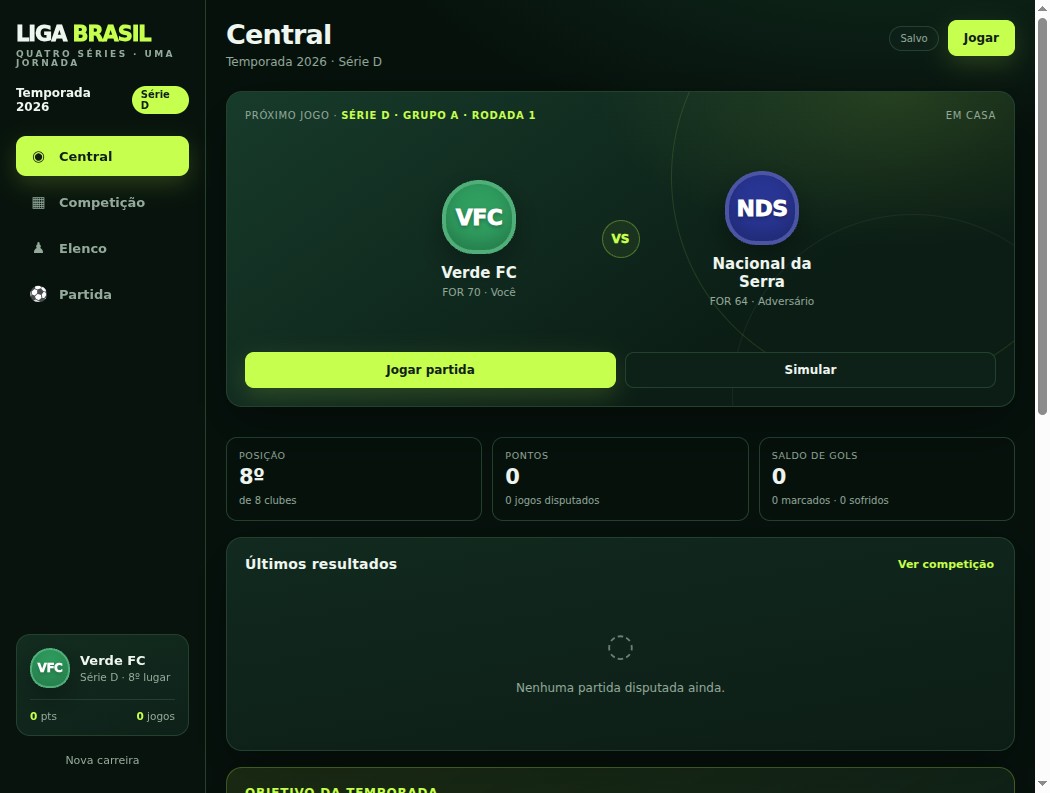 LIGA BRASIL
QUATRO SÉRIES · UMA
JORNADA
Temporada
2026
Série
D
Central
Competição
Elenco
Partida
VFC
Verde FC
Série D · 8º lugar
0 pts
0 jogos
Nova carreira
Central
Temporada 2026 · Série D
Salvo
Jogar
PRÓXIMO JOGO · SÉRIE D · GRUPO A · RODADA 1
EM CASA
VFC
Verde FC
FOR 70 · Você
VS
NDS
Nacional da
Serra
FOR 64 · Adversário
Jogar partida
Simular
POSIÇÃO
8º
de 8 clubes
PONTOS
0
0 jogos disputados
SALDO DE GOLS
0
0 marcados · 0 sofridos
Últimos resultados
Ver competição
Nenhuma partida disputada ainda.
OBJETIVO DA TEMPORADA